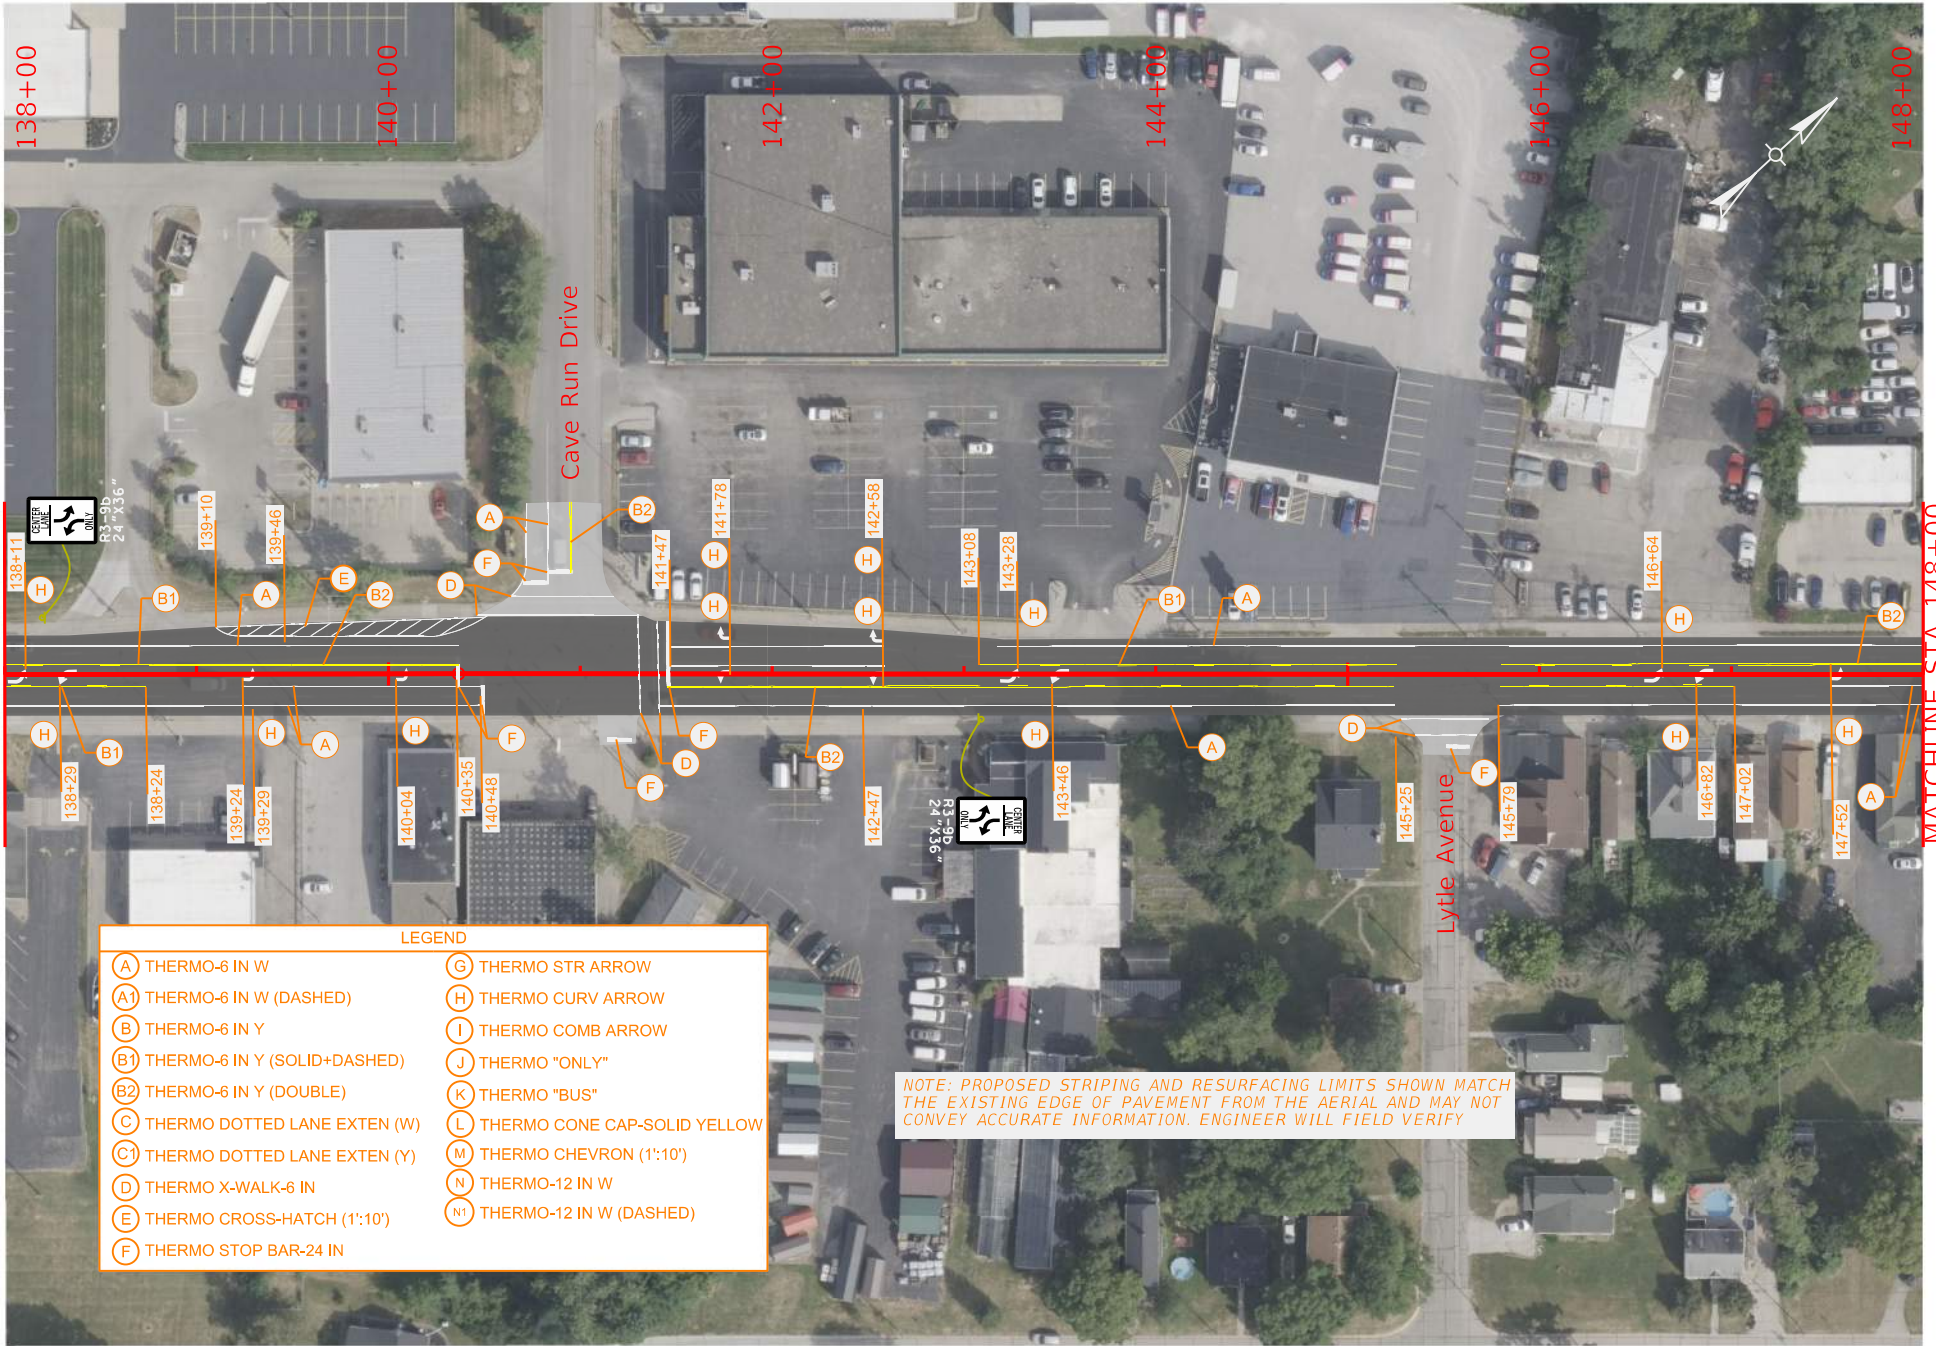 138+00
140+00
142+00
144+00
146+00
148+00
Cave Run Drive
CENTER
LANE
ONLY
R3-9b
24"X36"
138+11
H
139+10
139+46
B1
A
E
B2
D
A
F
B2
141+47
141+78
H
H
142+58
H
H
143+08
143+28
H
B1
A
146+64
H
B2
MATCHLINE STA 148+00
H
138+29
B1
138+24
139+24
139+29
H
A
140+04
H
140+35
140+48
F
F
D
F
B2
142+47
R3-9b
24"X36"
CENTER
LANE
ONLY
H
143+46
A
D
145+25
Lytle Avenue
F
145+79
H
146+82
147+02
H
147+52
A
LEGEND
A THERMO-6 IN W
A1 THERMO-6 IN W (DASHED)
B THERMO-6 IN Y
B1 THERMO-6 IN Y (SOLID+DASHED)
B2 THERMO-6 IN Y (DOUBLE)
C THERMO DOTTED LANE EXTEN (W)
C1 THERMO DOTTED LANE EXTEN (Y)
D THERMO X-WALK-6 IN
E THERMO CROSS-HATCH (1':10')
F THERMO STOP BAR-24 IN
G THERMO STR ARROW
H THERMO CURV ARROW
I THERMO COMB ARROW
J THERMO "ONLY"
K THERMO "BUS"
L THERMO CONE CAP-SOLID YELLOW
M THERMO CHEVRON (1':10')
N THERMO-12 IN W
N1 THERMO-12 IN W (DASHED)
NOTE: PROPOSED STRIPING AND RESURFACING LIMITS SHOWN MATCH
THE EXISTING EDGE OF PAVEMENT FROM THE AERIAL AND MAY NOT
CONVEY ACCURATE INFORMATION. ENGINEER WILL FIELD VERIFY